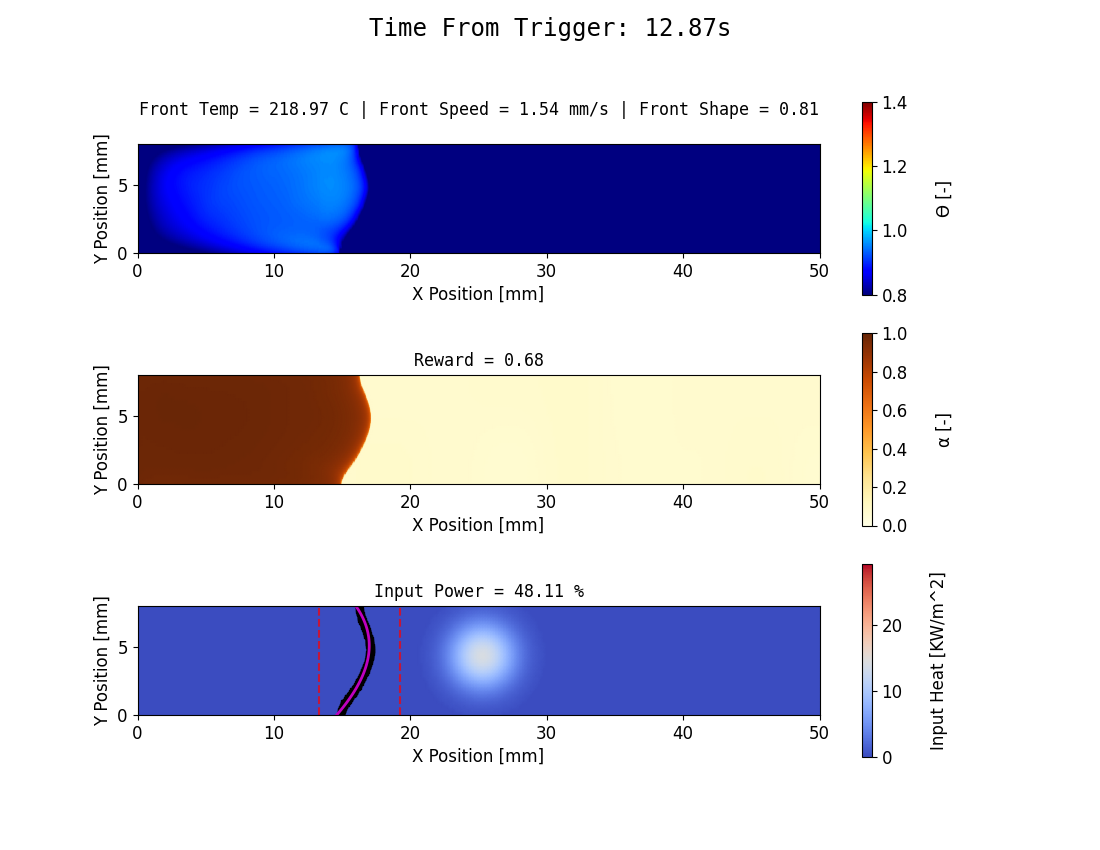 Time From Trigger: 12.87s
Front Temp = 218.97 C | Front Speed = 1.54 mm/s | Front Shape = 0.81
Y Position [mm]
5
0
0 10 20 30 40 50
X Position [mm]
1.4
1.2
1.0
0.8
Θ [-]
Reward = 0.68
Y Position [mm]
5
0
0 10 20 30 40 50
X Position [mm]
1.0
0.8
0.6
0.4
0.2
0.0
α [-]
Input Power = 48.11 %
Y Position [mm]
5
0
0 10 20 30 40 50
X Position [mm]
20
10
0
Input Heat [KW/m^2]